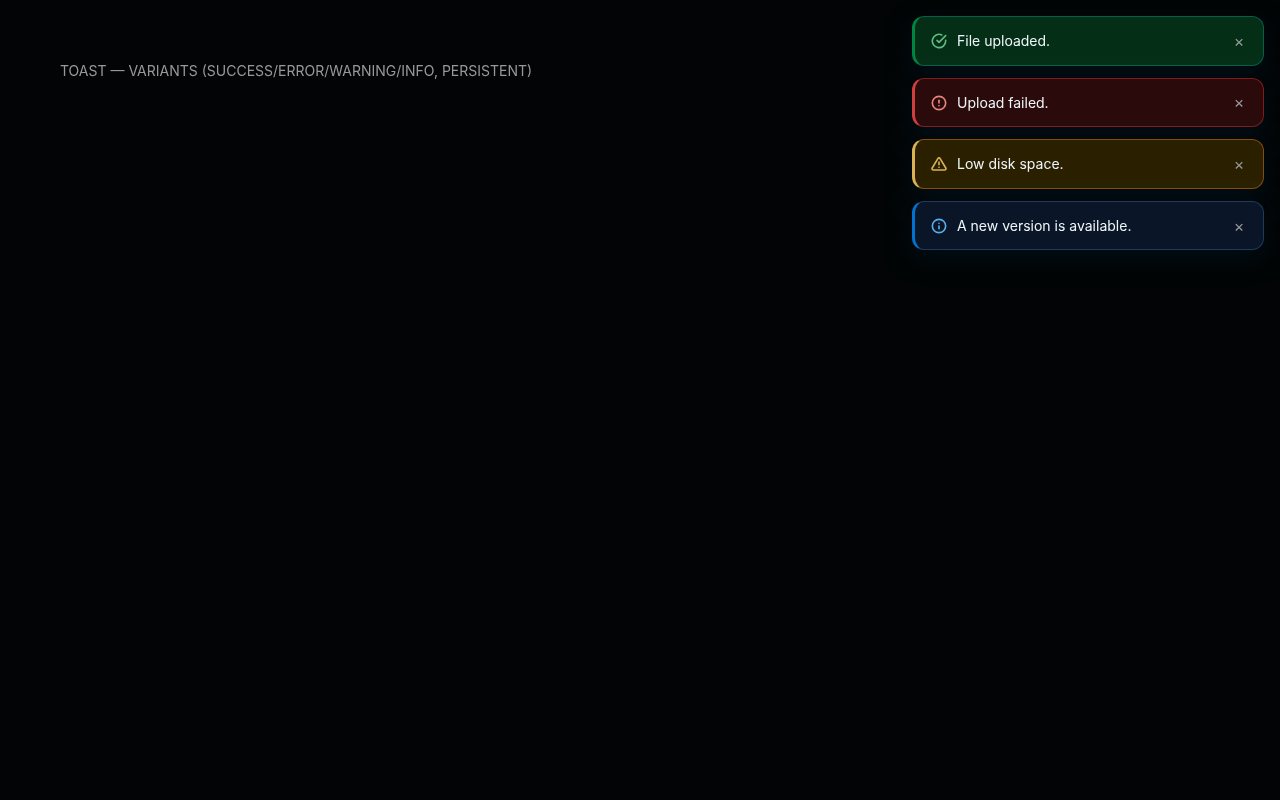 TOAST — VARIANTS (SUCCESS/ERROR/WARNING/INFO, PERSISTENT)
File uploaded.
Upload failed.
Low disk space.
A new version is available.